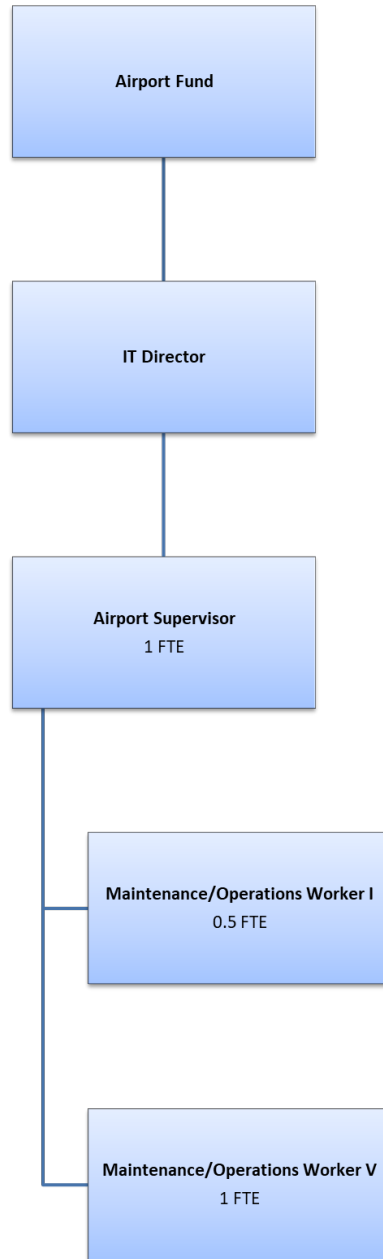 Airport Fund
IT Director
Airport Supervisor
1 FTE
Maintenance/Operations Worker I
0.5 FTE
Maintenance/Operations Worker V
1 FTE